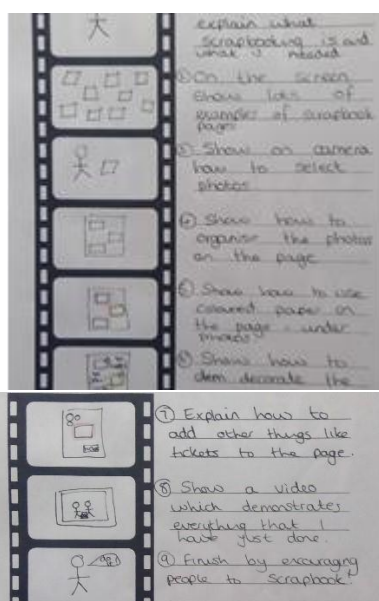 explain what
scrapbooking is and
what is needed
② On the screen
show lots of
examples of scrapbook
pages
③ Show on camera
how to select
photos
④ Show how to
organise the photos
on the page
⑤ Show how to use
coloured paper on
the page - under
photos
Show how to
dem decorate the
⑦ Explain how to
add other things like
tickets to the page.
⑧ Show a video
which demonstrates
everything that I
have just done.
⑨ Finish by encouraging
people to scrapbook.